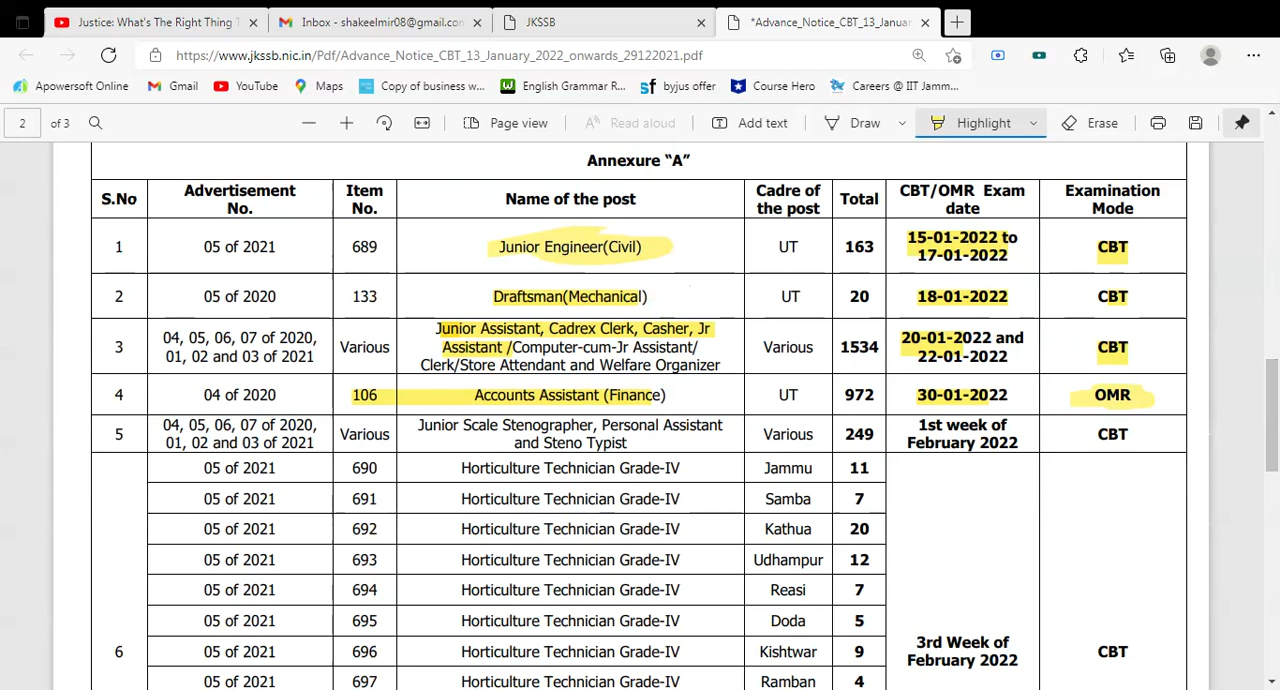 Justice: What's The Right Thing T
Inbox - shakeelmir08@gmail.com
JKSSB
*Advance_Notice_CBT_13_Januar
https://www.jkssb.nic.in/Pdf/Advance_Notice_CBT_13_January_2022_onwards_29122021.pdf
Apowersoft Online
Gmail
YouTube
Maps
Copy of business w...
English Grammar R...
byjus offer
Course Hero
Careers @ IIT Jamm...
2 of 3
Page view
Read aloud
Add text
Draw
Highlight
Erase
Annexure "A"
S.No Advertisement No. Item No. Name of the post Cadre of the post Total CBT/OMR Exam date Examination Mode
1 05 of 2021 689 Junior Engineer(Civil) UT 163 15-01-2022 to 17-01-2022 CBT
2 05 of 2020 133 Draftsman(Mechanical) UT 20 18-01-2022 CBT
3 04, 05, 06, 07 of 2020, 01, 02 and 03 of 2021 Various Junior Assistant, Cadrex Clerk, Casher, Jr Assistant /Computer-cum-Jr Assistant/ Clerk/Store Attendant and Welfare Organizer Various 1534 20-01-2022 and 22-01-2022 CBT
4 04 of 2020 106 Accounts Assistant (Finance) UT 972 30-01-2022 OMR
5 04, 05, 06, 07 of 2020, 01, 02 and 03 of 2021 Various Junior Scale Stenographer, Personal Assistant and Steno Typist Various 249 1st week of February 2022 CBT
05 of 2021 690 Horticulture Technician Grade-IV Jammu 11
05 of 2021 691 Horticulture Technician Grade-IV Samba 7
05 of 2021 692 Horticulture Technician Grade-IV Kathua 20
05 of 2021 693 Horticulture Technician Grade-IV Udhampur 12
05 of 2021 694 Horticulture Technician Grade-IV Reasi 7
05 of 2021 695 Horticulture Technician Grade-IV Doda 5
6 05 of 2021 696 Horticulture Technician Grade-IV Kishtwar 9 3rd Week of February 2022 CBT
05 of 2021 697 Horticulture Technician Grade-IV Ramban 4